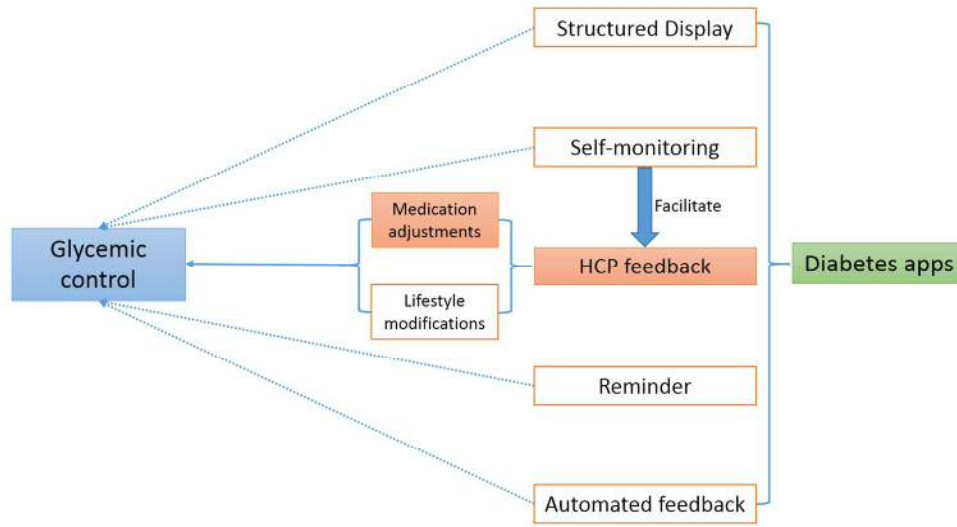 Structured Display
Self-monitoring
Facilitate
Medication
adjustments
Glycemic
control
HCP feedback
Diabetes apps
Lifestyle
modifications
Reminder
Automated feedback